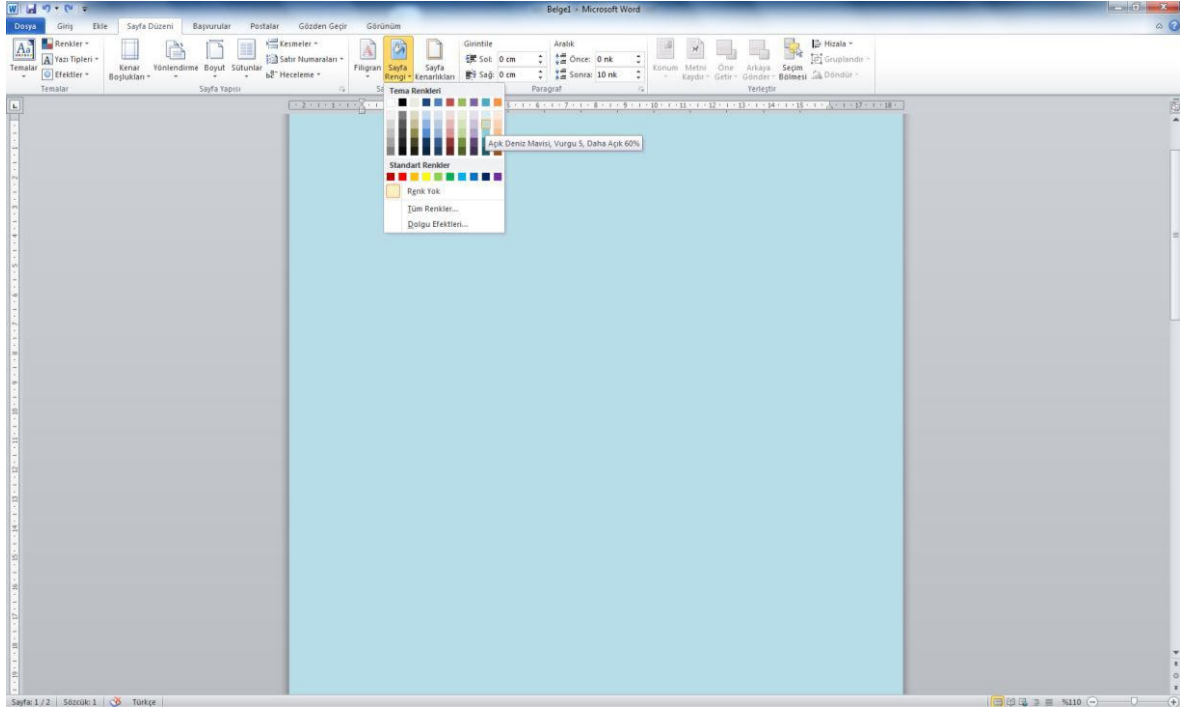 Belge1 - Microsoft Word
Dosya Giriş Ekle Sayfa Düzeni Başvurular Postalar Gözden Geçir Görünüm
Temalar
Renkler
Yazı Tipleri
Efektler
Temalar
Kenar Boşlukları
Yönlendirme
Boyut
Sütunlar
Kesmeler
Satır Numaraları
Heceleme
Sayfa Yapısı
Filigran
Sayfa Rengi
Sayfa Kenarlıkları
Girintile
Sol: 0 cm
Sağ: 0 cm
Aralık
Önce: 0 nk
Sonra: 10 nk
Paragraf
Konum
Metni Kaydır
Öne Getir
Arkaya Gönder
Seçim Bölmesi
Hizala
Gruplandır
Döndür
Yerleştir
Tema Renkleri
Açık Deniz Mavisi, Vurgu 5, Daha Açık 60%
Standart Renkler
Renk Yok
Tüm Renkler...
Dolgu Efektleri...
Sayfa: 1 / 2 Sözcük: 1 Türkçe %110